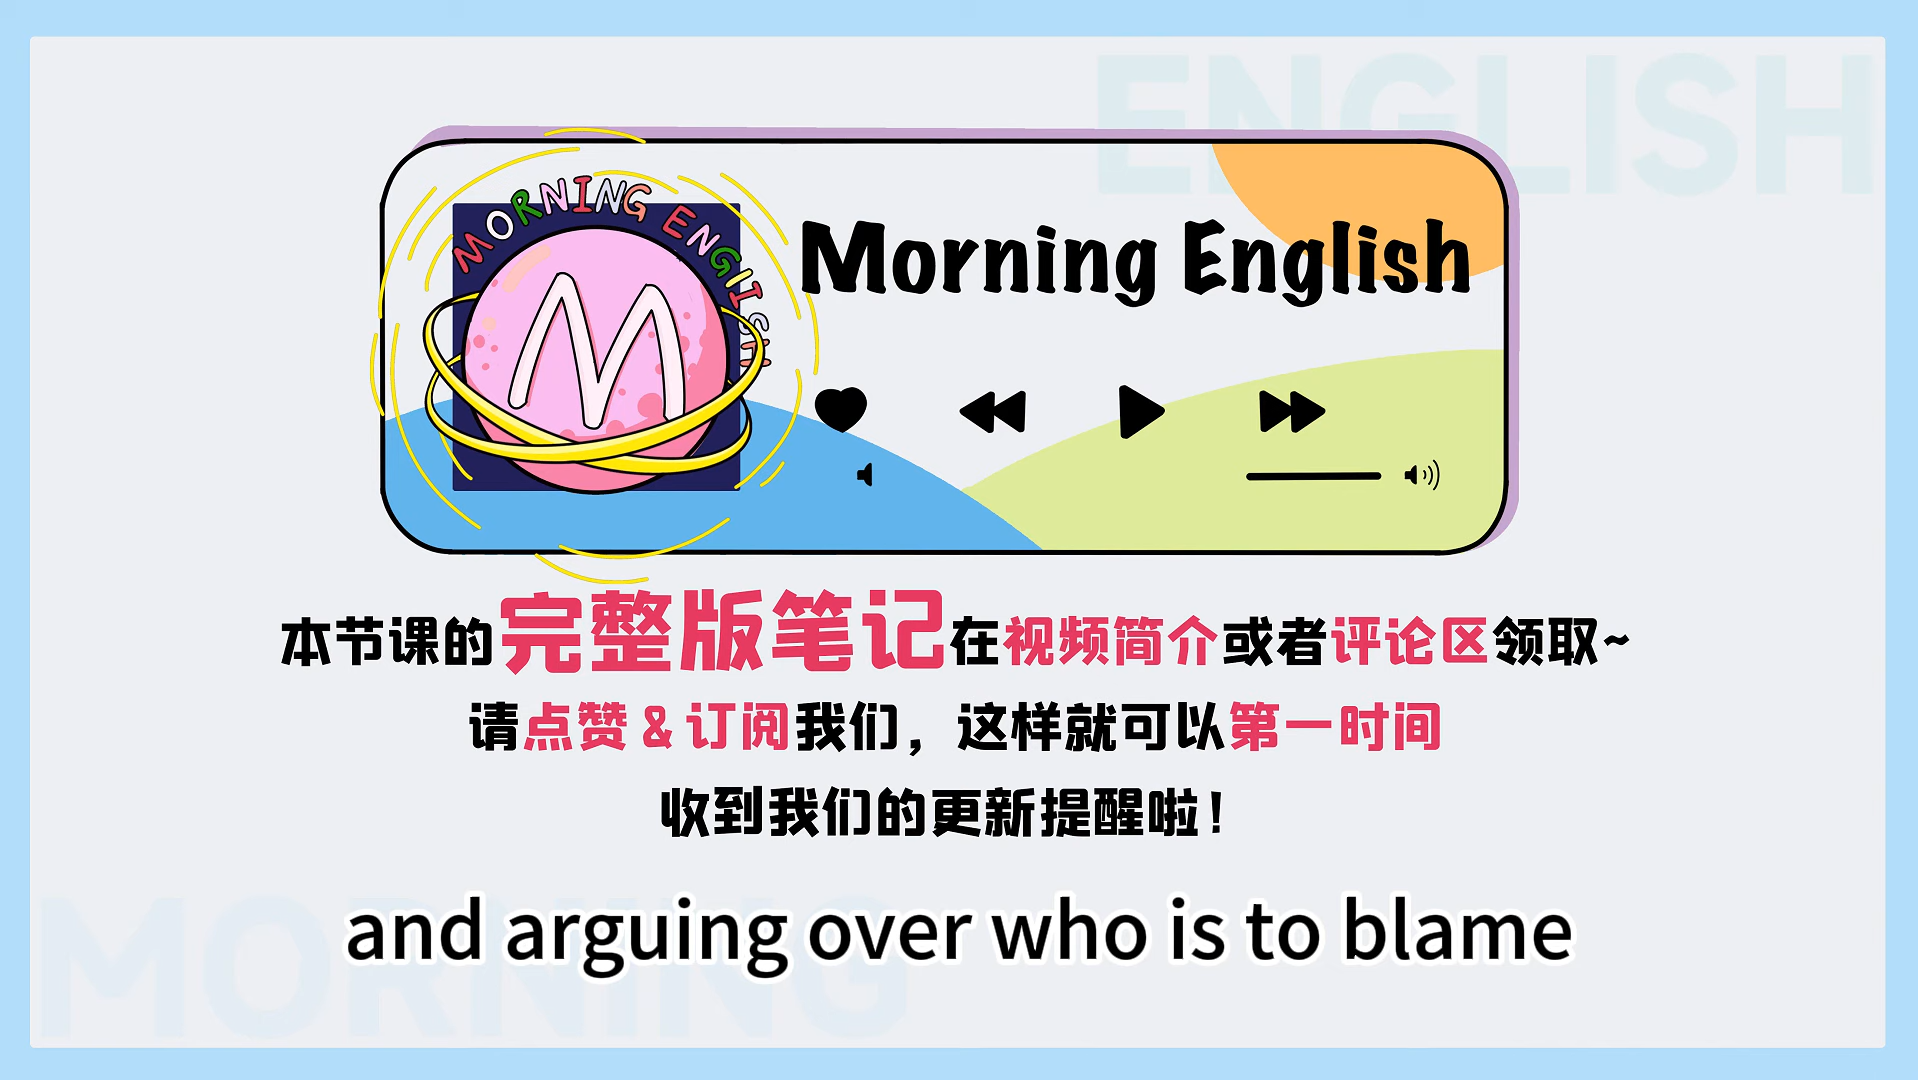 ENGLISH
MORNING ENGLISH
M
Morning English
本节课的完整版笔记在视频简介或者评论区领取~
请点赞&订阅我们，这样就可以第一时间
收到我们的更新提醒啦！
MORNING
and arguing over who is to blame